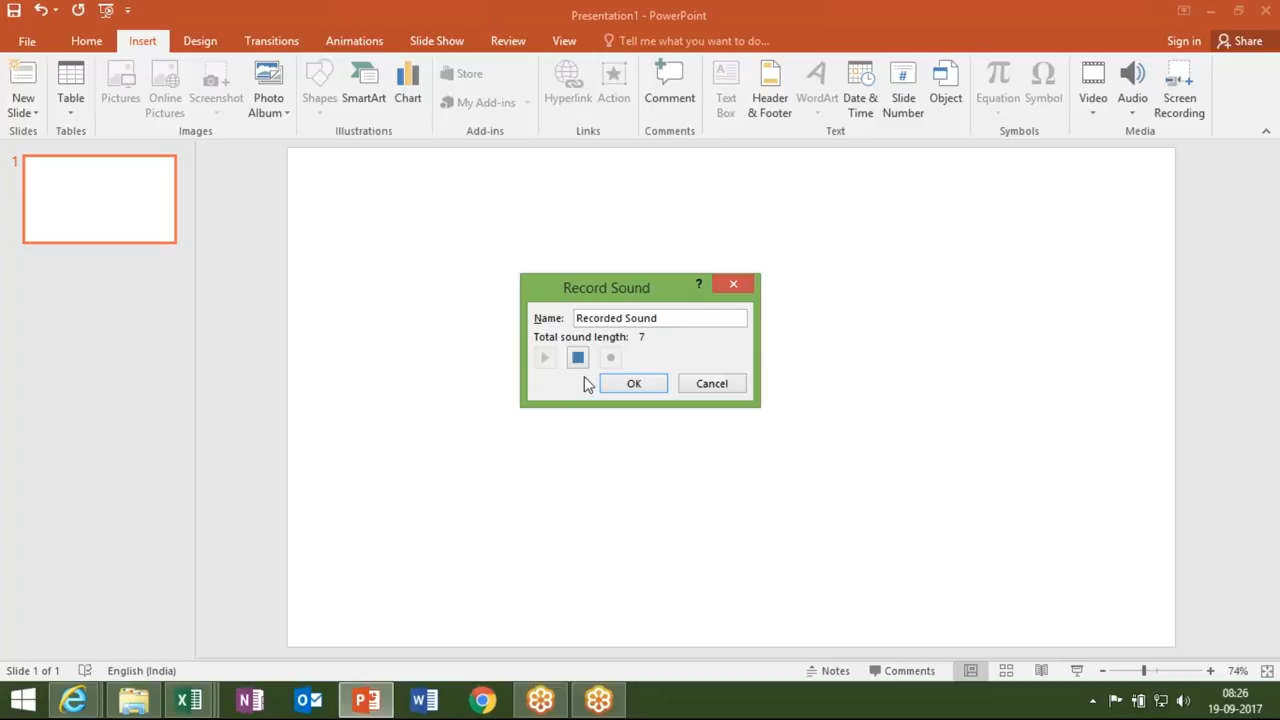 Presentation1 - PowerPoint
File Home Insert Design Transitions Animations Slide Show Review View Tell me what you want to do... Sign in Share
New Slide Table Pictures Online Pictures Screenshot Photo Album Shapes SmartArt Chart Store My Add-ins Hyperlink Action Comment Text Box Header & Footer WordArt Date & Time Slide Number Object Equation Symbol Video Audio Screen Recording
Slides Tables Images Illustrations Add-ins Links Comments Text Symbols Media
1
Record Sound ?
Name: Recorded Sound
Total sound length: 7
OK Cancel
Slide 1 of 1 English (India) Notes Comments 74%
08:26
19-09-2017